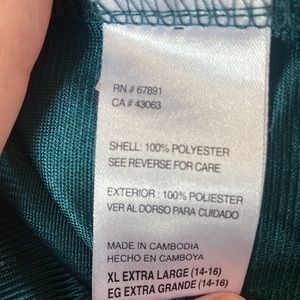 RN # 67891
CA # 43063
SHELL: 100% POLYESTER
SEE REVERSE FOR CARE
EXTERIOR : 100% POLIESTER
VER AL DORSO PARA CUIDADO
MADE IN CAMBODIA
HECHO EN CAMBOYA
XL EXTRA LARGE (14-16)
EG EXTRA GRANDE (14-16)